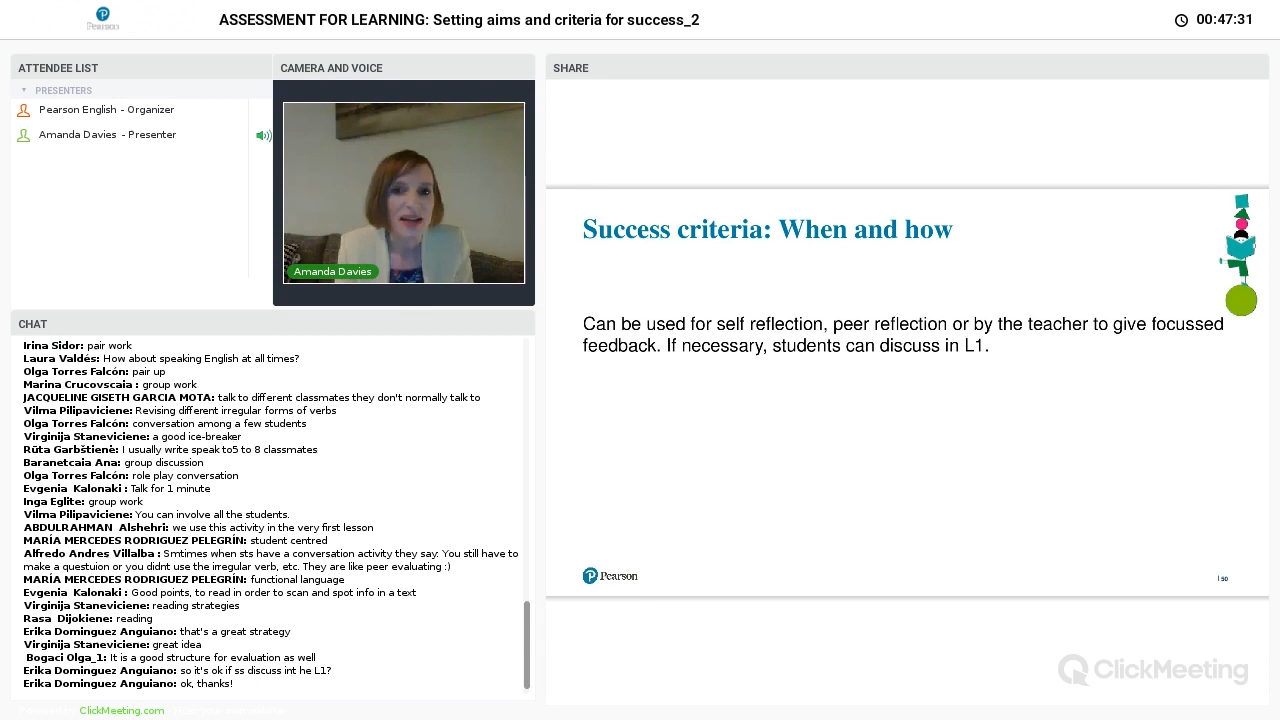 Pearson
ASSESSMENT FOR LEARNING: Setting aims and criteria for success_2
00:47:31
ATTENDEE LIST
PRESENTERS
Pearson English - Organizer
Amanda Davies - Presenter
CAMERA AND VOICE
Amanda Davies
CHAT
Irina Sidor: pair work
Laura Valdés: How about speaking English at all times?
Olga Torres Falcón: pair up
Marina Crucovscaia : group work
JACQUELINE GISETH GARCIA MOTA: talk to different classmates they don't normally talk to
Vilma Pilipaviciene: Revising different irregular forms of verbs
Olga Torres Falcón: conversation among a few students
Virginija Staneviciene: a good ice-breaker
Rūta Garbštienė: I usually write speak to5 to 8 classmates
Baranetcaia Ana: group discussion
Olga Torres Falcón: role play conversation
Evgenia Kalonaki : Talk for 1 minute
Inga Eglite: group work
Vilma Pilipaviciene: You can involve all the students.
ABDULRAHMAN Alshehri: we use this activity in the very first lesson
MARÍA MERCEDES RODRIGUEZ PELEGRÍN: student centred
Alfredo Andres Villalba : Smtimes when sts have a conversation activity they say: You still have to
make a questuion or you didnt use the irregular verb, etc. They are like peer evaluating :)
MARÍA MERCEDES RODRIGUEZ PELEGRÍN: functional language
Evgenia Kalonaki : Good points, to read in order to scan and spot info in a text
Virginija Staneviciene: reading strategies
Rasa Dijokiene: reading
Erika Dominguez Anguiano: that's a great strategy
Virginija Staneviciene: great idea
Bogaci Olga_1: It is a good structure for evaluation as well
Erika Dominguez Anguiano: so it's ok if ss discuss int he L1?
Erika Dominguez Anguiano: ok, thanks!
ClickMeeting.com
SHARE
Success criteria: When and how
Can be used for self reflection, peer reflection or by the teacher to give focussed
feedback. If necessary, students can discuss in L1.
Pearson
50
ClickMeeting